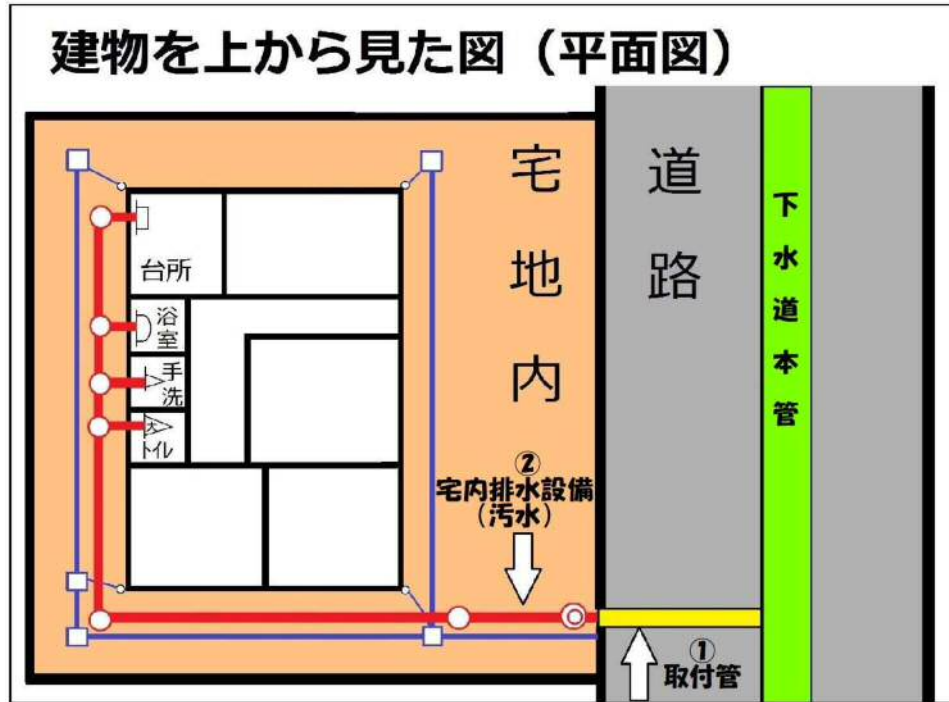 建物を上から見た図（平面図）
宅地内
道路
下水道本管
台所
浴室
手洗
トイレ
大
②
宅内排水設備
（汚水）
①
取付管